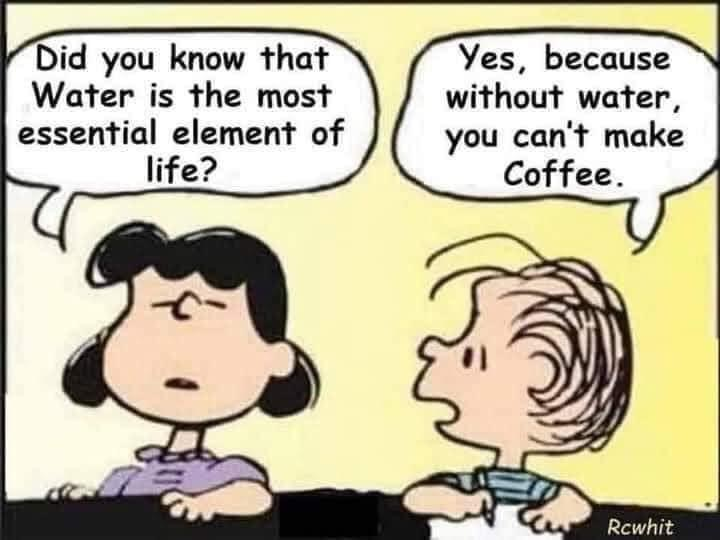 Did you know that
Water is the most
essential element of
life?
Yes, because
without water,
you can't make
Coffee.
Rcwhit